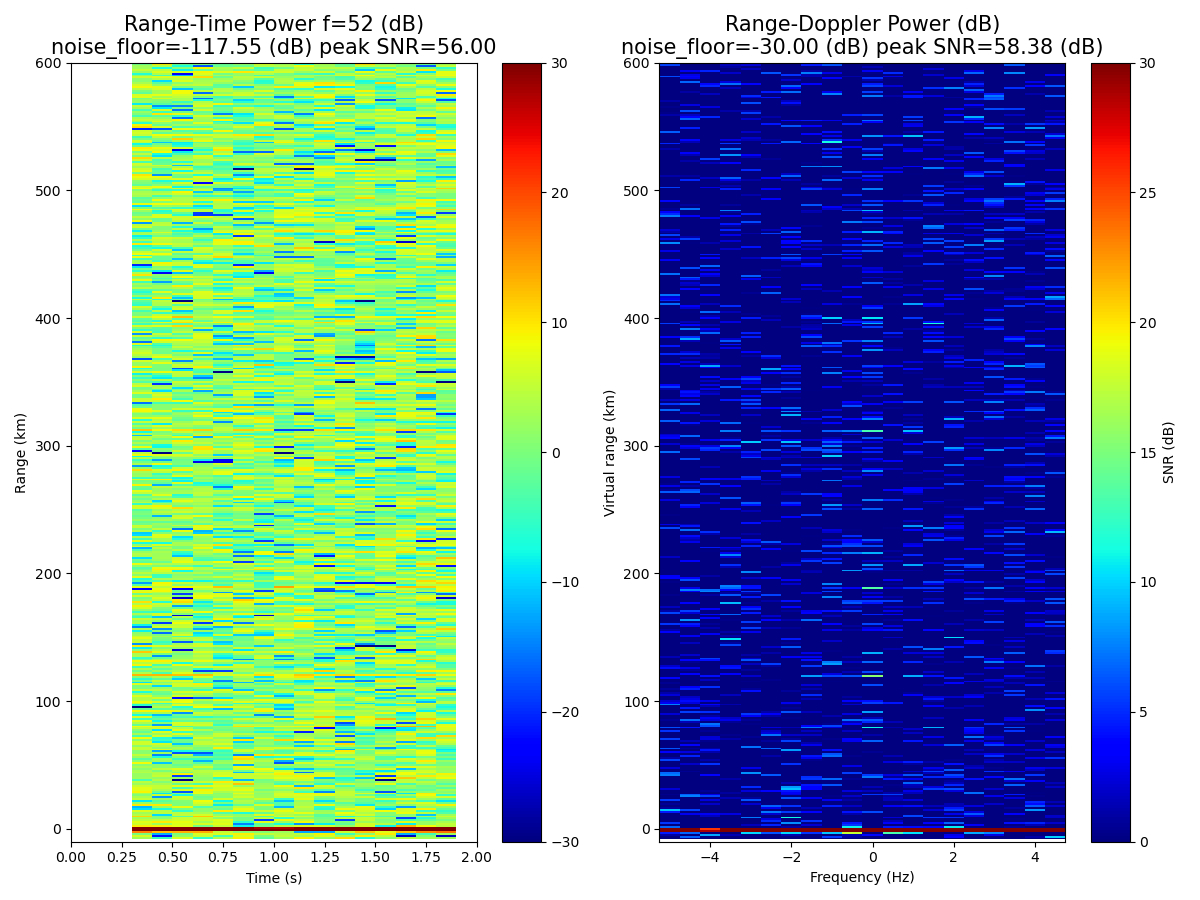 Range-Time Power f=52 (dB)
noise_floor=-117.55 (dB) peak SNR=56.00
600
500
400
300
200
100
0
Range (km)
0.00 0.25 0.50 0.75 1.00 1.25 1.50 1.75 2.00
Time (s)
30
20
10
0
−10
−20
−30
Range-Doppler Power (dB)
noise_floor=-30.00 (dB) peak SNR=58.38 (dB)
600
500
400
300
200
100
0
Virtual range (km)
−4 −2 0 2 4
Frequency (Hz)
30
25
20
15
10
5
0
SNR (dB)